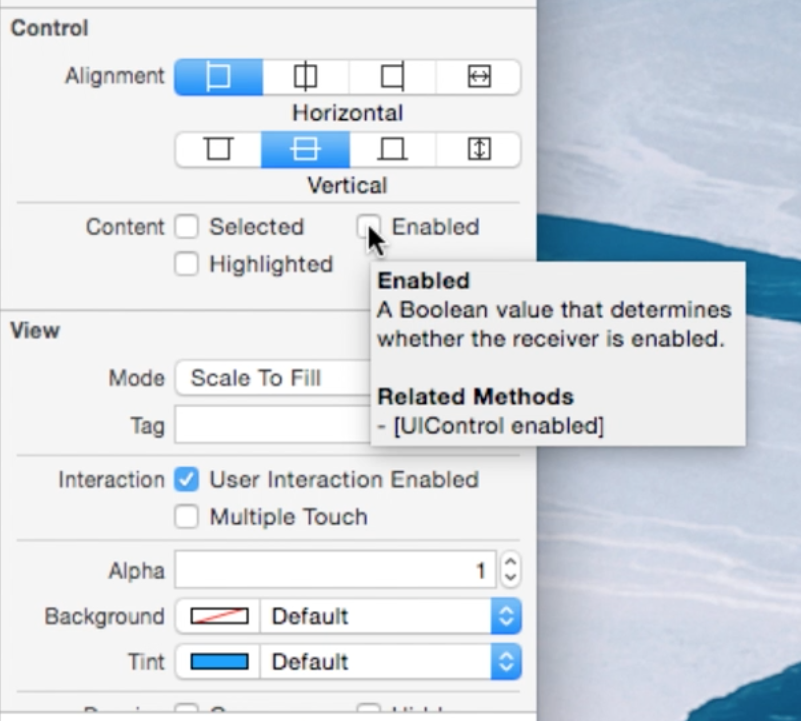 Control
Alignment
Horizontal
Vertical
Content Selected Enabled
Highlighted
Enabled
A Boolean value that determines
whether the receiver is enabled.
Related Methods
- [UIControl enabled]
View
Mode Scale To Fill
Tag
Interaction User Interaction Enabled
Multiple Touch
Alpha 1
Background Default
Tint Default